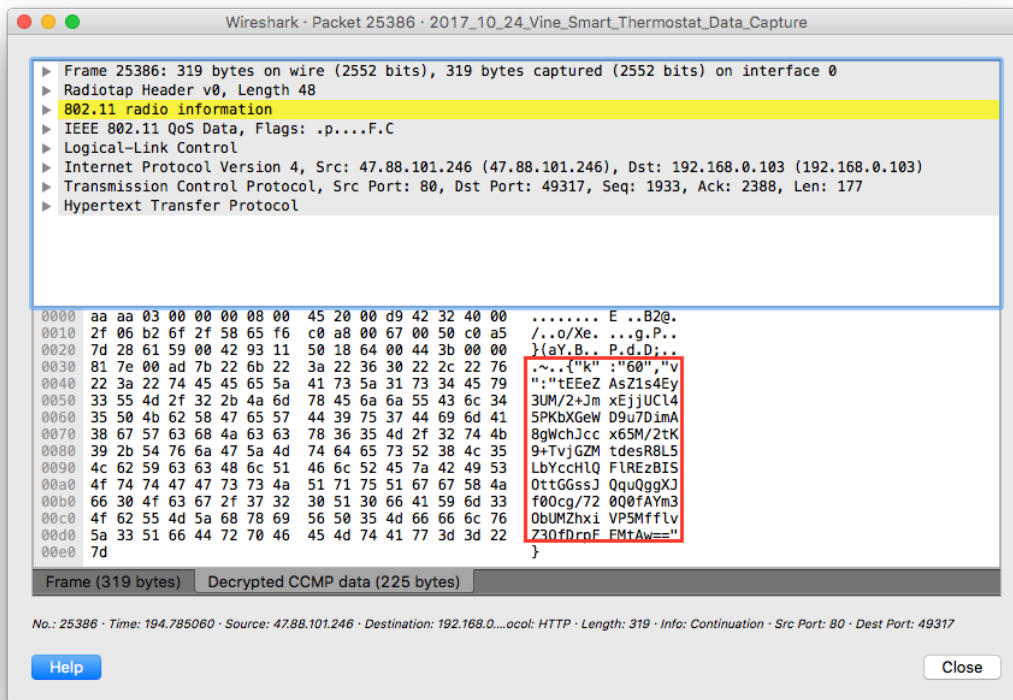 Wireshark · Packet 25386 · 2017_10_24_Vine_Smart_Thermostat_Data_Capture
Frame 25386: 319 bytes on wire (2552 bits), 319 bytes captured (2552 bits) on interface 0
Radiotap Header v0, Length 48
802.11 radio information
IEEE 802.11 QoS Data, Flags: .p....F.C
Logical-Link Control
Internet Protocol Version 4, Src: 47.88.101.246 (47.88.101.246), Dst: 192.168.0.103 (192.168.0.103)
Transmission Control Protocol, Src Port: 80, Dst Port: 49317, Seq: 1933, Ack: 2388, Len: 177
Hypertext Transfer Protocol
0000 aa aa 03 00 00 00 08 00 45 20 00 d9 42 32 40 00 ........ E ..B2@.
0010 2f 06 b2 6f 2f 58 65 f6 c0 a8 00 67 00 50 c0 a5 /..o/Xe. ...g.P..
0020 7d 28 61 59 00 42 93 11 50 18 64 00 44 3b 00 00 }(aY.B.. P.d.D;..
0030 81 7e 00 ad 7b 22 6b 22 3a 22 36 30 22 2c 22 76 .~..{"k" :"60","v
0040 22 3a 22 74 45 45 65 5a 41 73 5a 31 73 34 45 79 ":"tEEeZ AsZ1s4Ey
0050 33 55 4d 2f 32 2b 4a 6d 78 45 6a 6a 55 43 6c 34 3UM/2+Jm xEjjUCl4
0060 35 50 4b 62 58 47 65 57 44 39 75 37 44 69 6d 41 5PKbXGeW D9u7DimA
0070 38 67 57 63 68 4a 63 63 78 36 35 4d 2f 32 74 4b 8gWchJcc x65M/2tK
0080 39 2b 54 76 6a 47 5a 4d 74 64 65 73 52 38 4c 35 9+TvjGZM tdesR8L5
0090 4c 62 59 63 63 48 6c 51 46 6c 52 45 7a 42 49 53 LbYccHlQ FlREzBIS
00a0 4f 74 74 47 47 73 73 4a 51 71 75 51 67 67 58 4a OttGGssJ QquQggXJ
00b0 66 30 4f 63 67 2f 37 32 30 51 30 66 41 59 6d 33 f0Ocg/72 0Q0fAYm3
00c0 4f 62 55 4d 5a 68 78 69 56 50 35 4d 66 66 6c 76 ObUMZhxi VP5Mfflv
00d0 5a 33 51 66 44 72 70 46 45 4d 74 41 77 3d 3d 22 Z3QfDrpF EMtAw=="
00e0 7d }
Frame (319 bytes) Decrypted CCMP data (225 bytes)
No.: 25386 · Time: 194.785060 · Source: 47.88.101.246 · Destination: 192.168.0....ocol: HTTP · Length: 319 · Info: Continuation · Src Port: 80 · Dest Port: 49317
Help Close